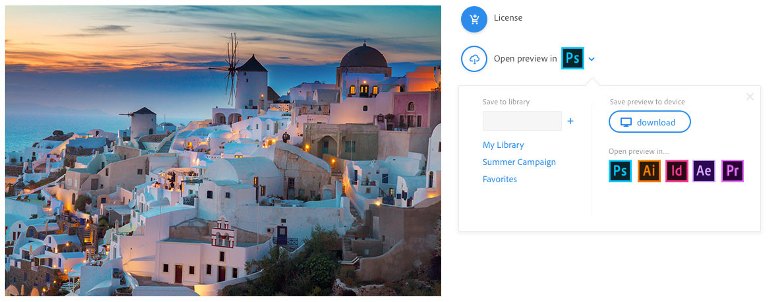 License
Open preview in Ps
Save to library
+
My Library
Summer Campaign
Favorites
Save preview to device
download
Open preview in...
Ps Ai Id Ae Pr